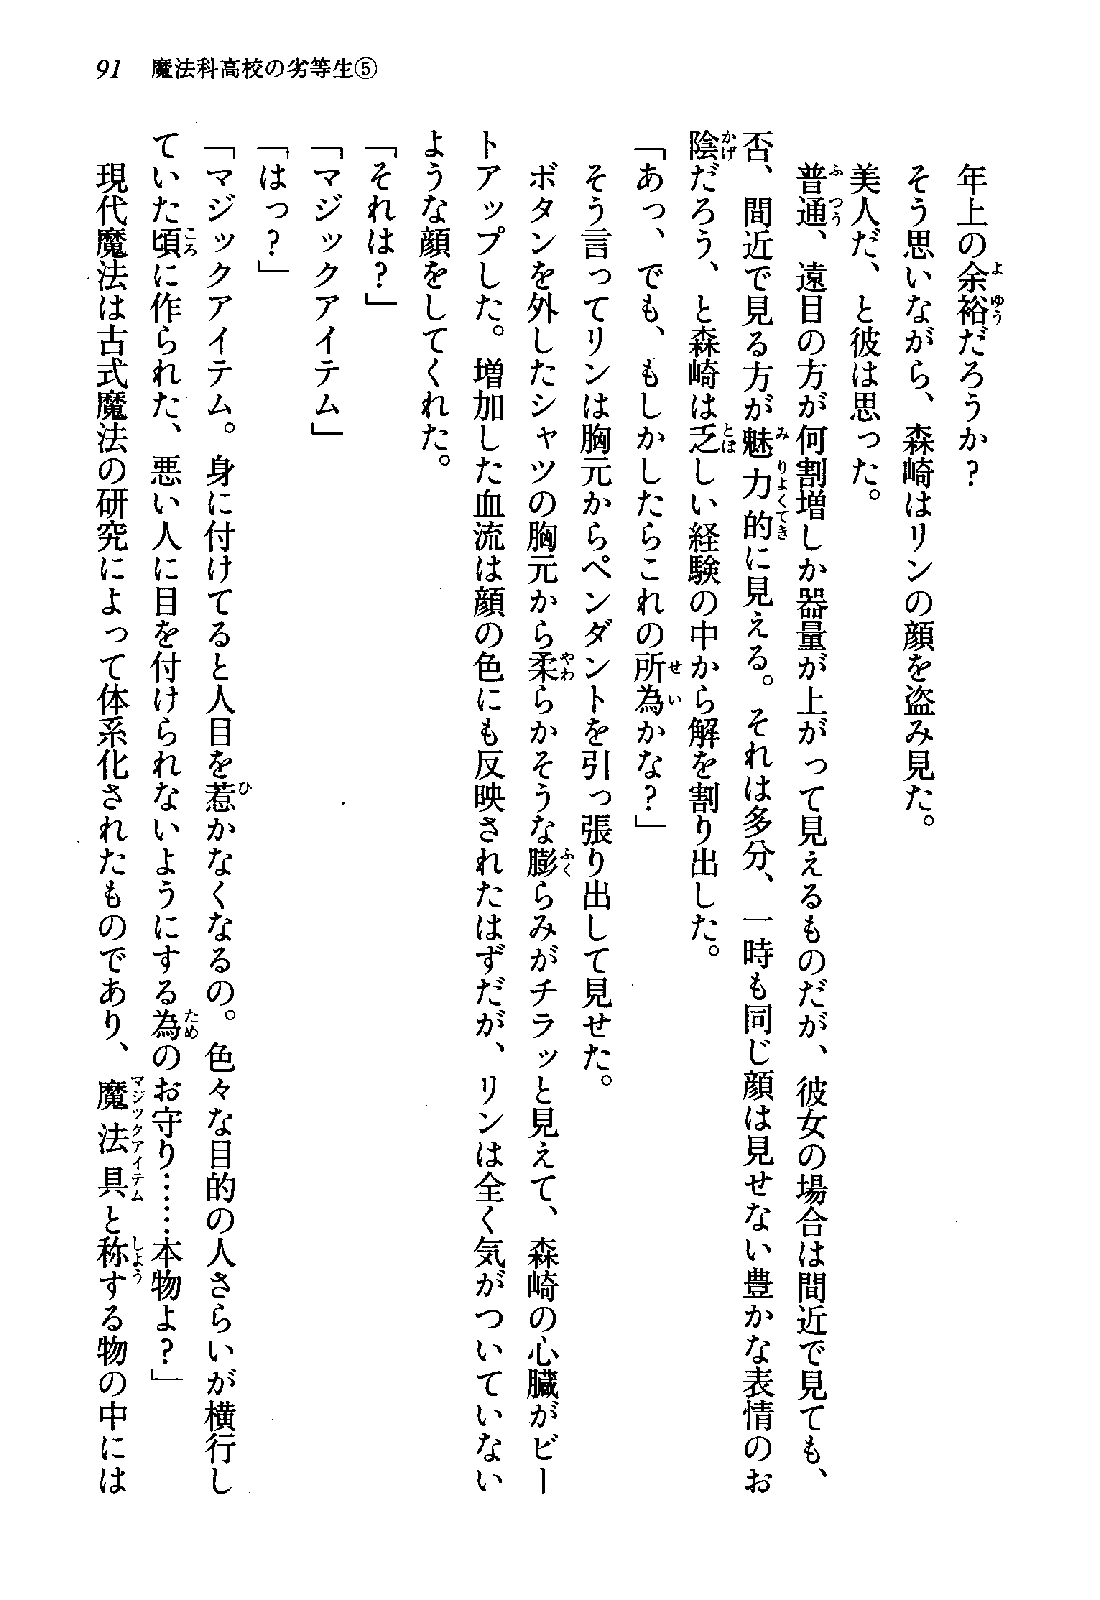 91 魔法科高校の劣等生⑤
年上の余裕だろうか？
そう思いながら、森崎はリンの顔を盗み見た。
美人だ、と彼は思った。
普通、遠目の方が何割増しか器量が上がって見えるものだが、彼女の場合は間近で見ても、
否、間近で見る方が魅力的に見える。それは多分、一時も同じ顔は見せない豊かな表情のお
陰だろう、と森崎は乏しい経験の中から解を割り出した。
「あっ、でも、もしかしたらこれの所為かな？」
そう言ってリンは胸元からペンダントを引っ張り出して見せた。
ボタンを外したシャツの胸元から柔らかそうな膨らみがチラッと見えて、森崎の心臓がビー
トアップした。増加した血流は顔の色にも反映されたはずだが、リンは全く気がついていない
ような顔をしてくれた。
「それは？」
「マジックアイテム」
「はっ？」
「マジックアイテム。身に付けてると人目を惹かなくなるの。色々な目的の人さらいが横行し
ていた頃に作られた、悪い人に目を付けられないようにする為のお守り……本物よ？」
現代魔法は古式魔法の研究によって体系化されたものであり、魔法具と称する物の中には